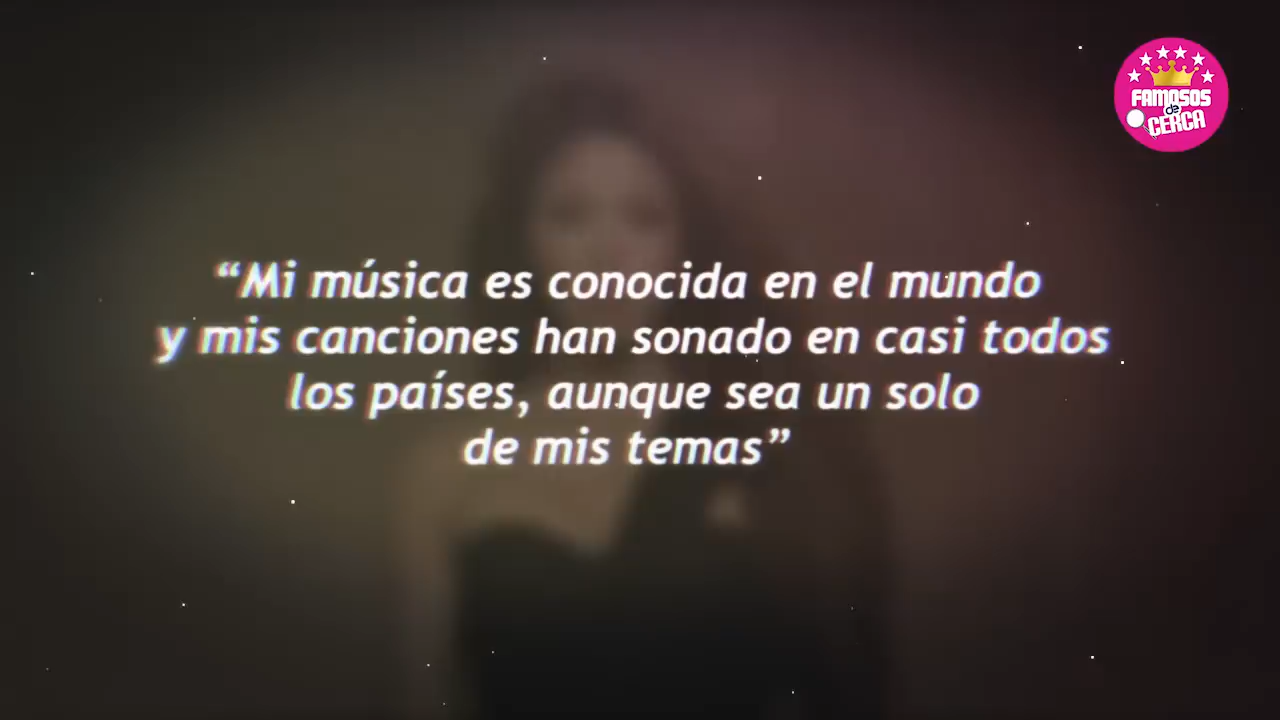 FAMOSOS
de
CERCA
“Mi música es conocida en el mundo
y mis canciones han sonado en casi todos
los países, aunque sea un solo
de mis temas”